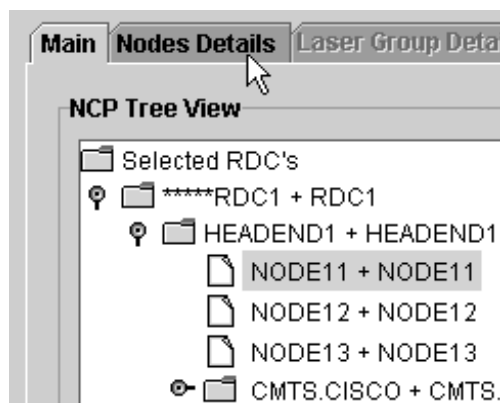 Main Nodes Details Laser Group Deta
NCP Tree View
Selected RDC's
*****RDC1 + RDC1
HEADEND1 + HEADEND1
NODE11 + NODE11
NODE12 + NODE12
NODE13 + NODE13
CMTS.CISCO + CMTS.